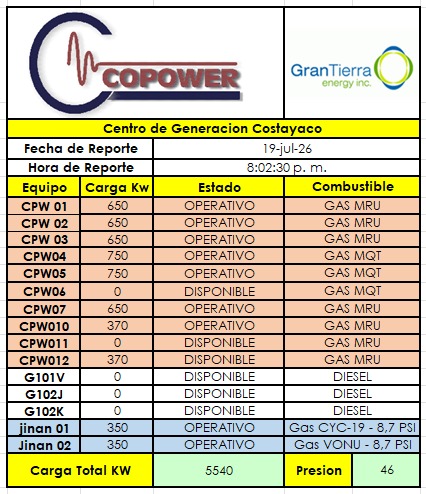 COPOWER
GranTierra
energy inc.
Centro de Generacion Costayaco
Fecha de Reporte 19-jul-26
Hora de Reporte 8:02:30 p. m.
Equipo Carga Kw Estado Combustible
CPW 01 650 OPERATIVO GAS MRU
CPW 02 650 OPERATIVO GAS MRU
CPW 03 650 OPERATIVO GAS MRU
CPW04 750 OPERATIVO GAS MQT
CPW05 750 OPERATIVO GAS MQT
CPW06 0 DISPONIBLE GAS MQT
CPW07 650 OPERATIVO GAS MRU
CPW010 370 OPERATIVO GAS MRU
CPW011 0 DISPONIBLE GAS MRU
CPW012 370 OPERATIVO GAS MRU
G101V 0 DISPONIBLE DIESEL
G102J 0 DISPONIBLE DIESEL
G102K 0 DISPONIBLE DIESEL
jinan 01 350 OPERATIVO Gas CYC-19 - 8,7 PSI
Jinan 02 350 OPERATIVO Gas VONU - 8,7 PSI
Carga Total KW 5540 Presion 46